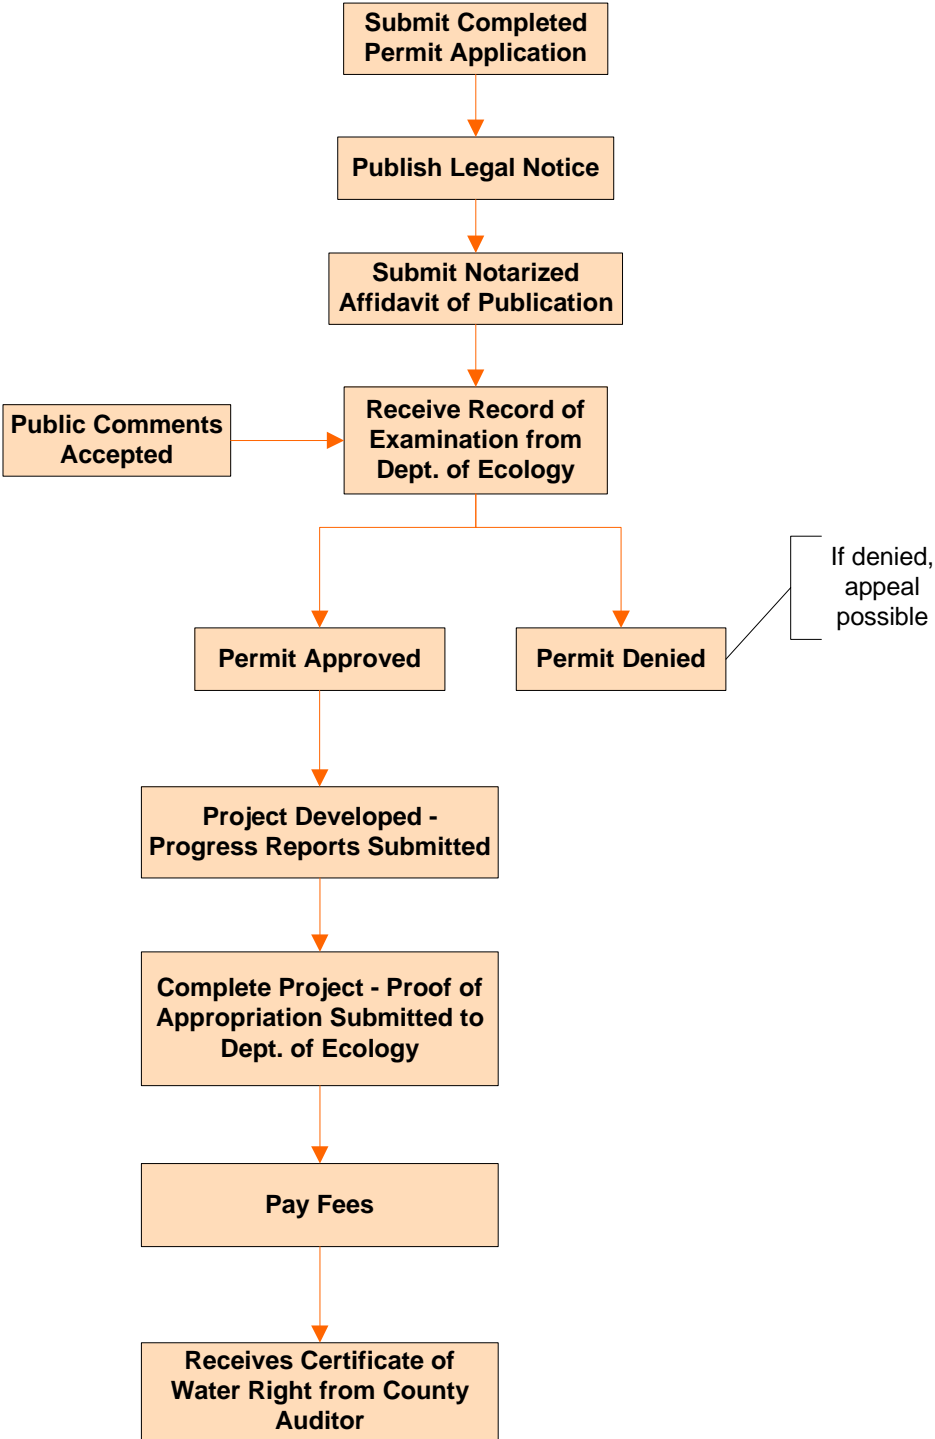 Submit Completed
Permit Application
Publish Legal Notice
Submit Notarized
Affidavit of Publication
Public Comments
Accepted
Receive Record of
Examination from
Dept. of Ecology
If denied,
appeal
possible
Permit Approved
Permit Denied
Project Developed -
Progress Reports Submitted
Complete Project - Proof of
Appropriation Submitted to
Dept. of Ecology
Pay Fees
Receives Certificate of
Water Right from County
Auditor